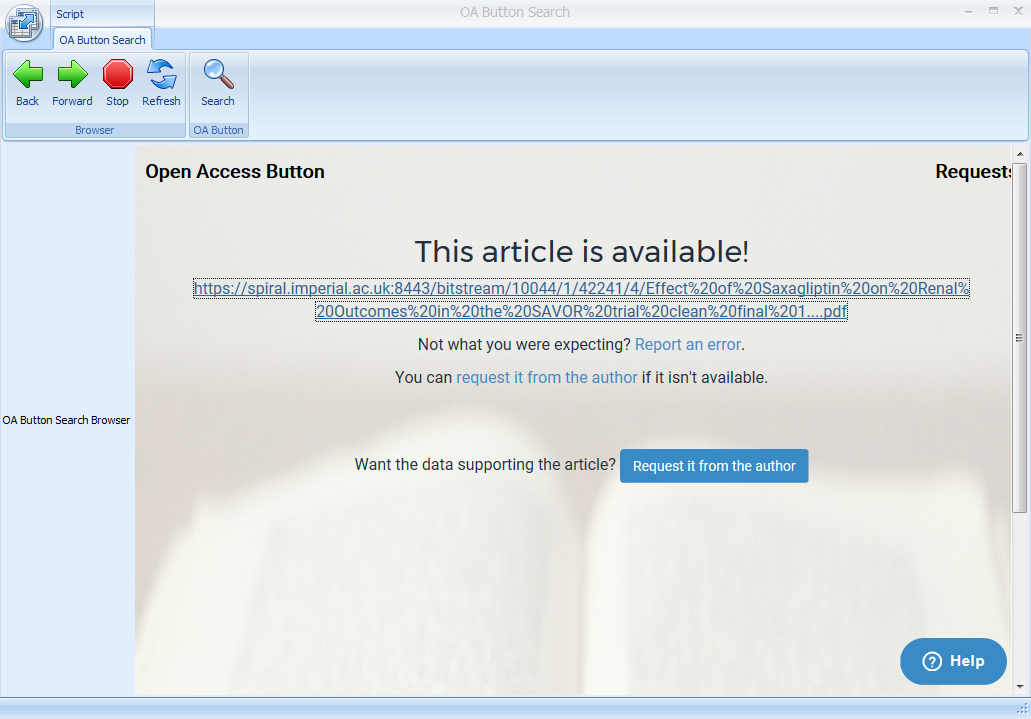 Script
OA Button Search
OA Button Search
Back Forward Stop Refresh Search
Browser OA Button
Open Access Button
Requests
This article is available!
https://spiral.imperial.ac.uk:8443/bitstream/10044/1/42241/4/Effect%20of%20Saxagliptin%20on%20Renal%
20Outcomes%20in%20the%20SAVOR%20trial%20clean%20final%201....pdf
Not what you were expecting? Report an error.
You can request it from the author if it isn't available.
OA Button Search Browser
Want the data supporting the article? Request it from the author
Help